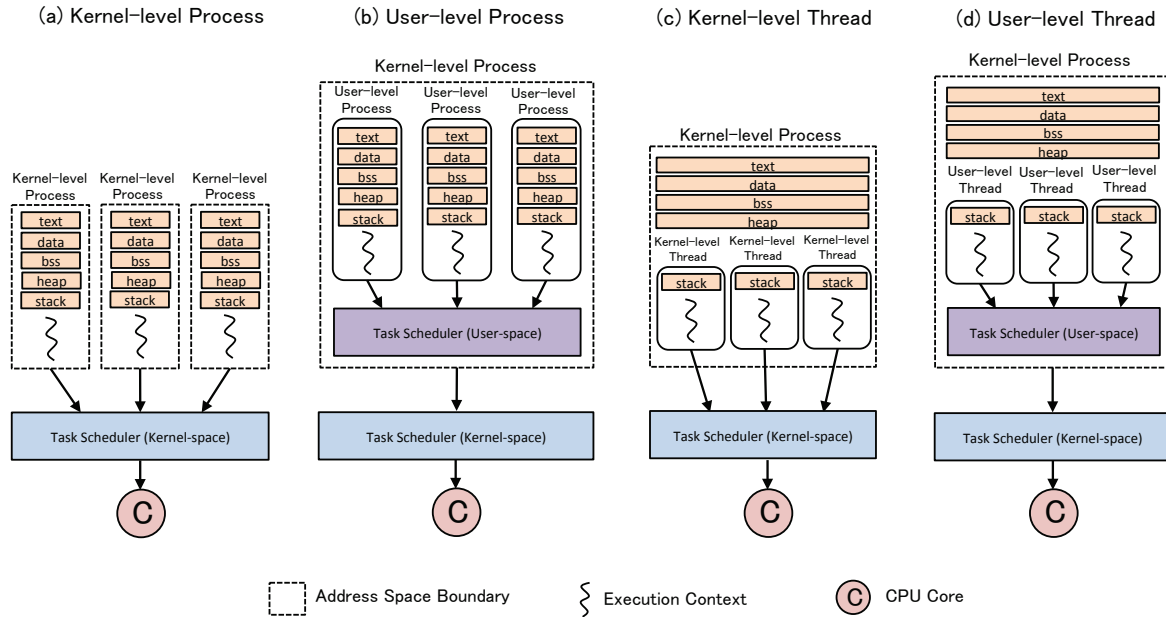 (a) Kernel-level Process
(b) User-level Process
(c) Kernel-level Thread
(d) User-level Thread
Kernel-level
Process
Kernel-level
Process
Kernel-level
Process
text
data
bss
heap
stack
text
data
bss
heap
stack
text
data
bss
heap
stack
Task Scheduler (Kernel-space)
C
Kernel-level Process
User-level
Process
User-level
Process
User-level
Process
text
data
bss
heap
stack
text
data
bss
heap
stack
text
data
bss
heap
stack
Task Scheduler (User-space)
Task Scheduler (Kernel-space)
C
Kernel-level Process
text
data
bss
heap
Kernel-level
Thread
Kernel-level
Thread
Kernel-level
Thread
stack
stack
stack
Task Scheduler (Kernel-space)
C
Kernel-level Process
text
data
bss
heap
User-level
Thread
User-level
Thread
User-level
Thread
stack
stack
stack
Task Scheduler (User-space)
Task Scheduler (Kernel-space)
C
Address Space Boundary
Execution Context
C
CPU Core